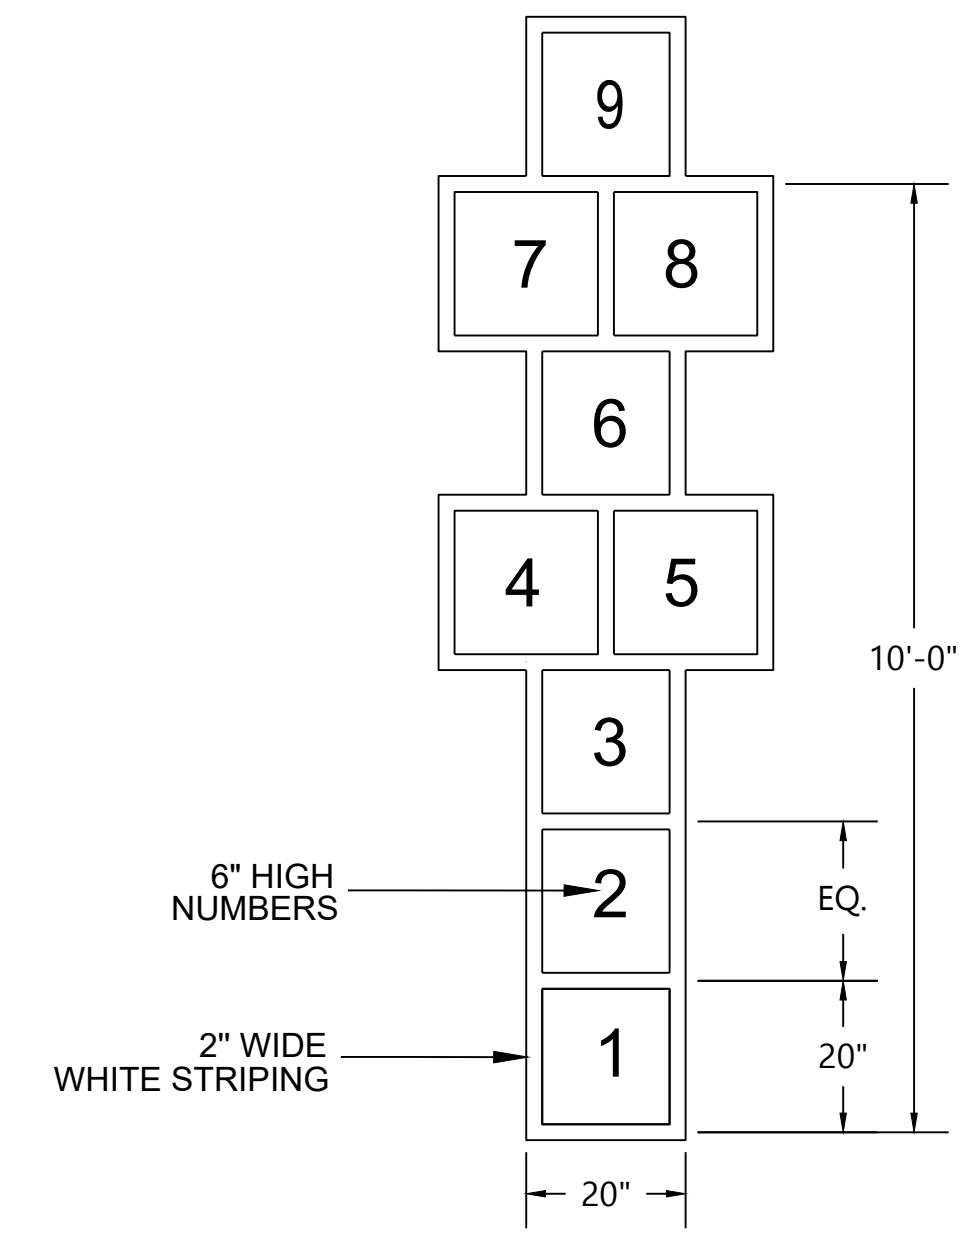 9
7 8
6
4 5
10'-0"
3
6" HIGH
NUMBERS
2
EQ.
2" WIDE
WHITE STRIPING
1
20"
20"